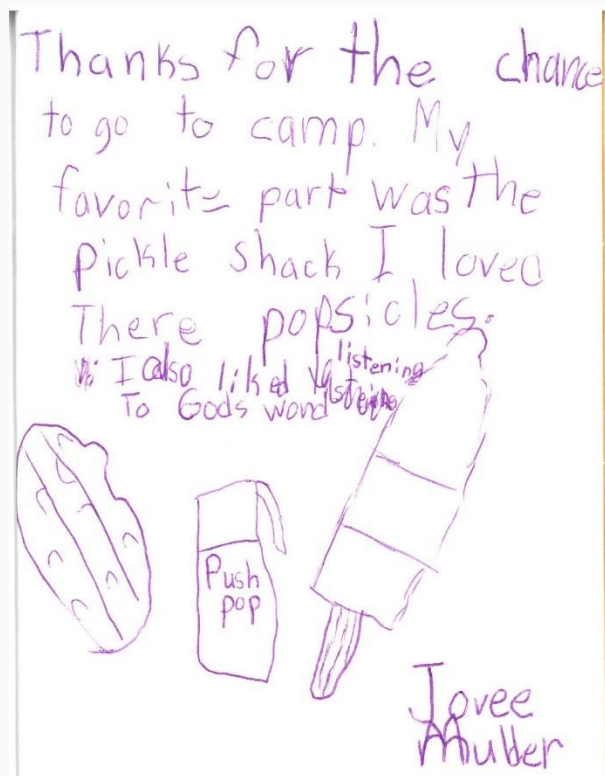 Thanks for the chance
to go to camp. My
favorite part was the
Pickle shack I loved
There popsicles.
I also liked listening
To Gods word
Push
pop
Jovee